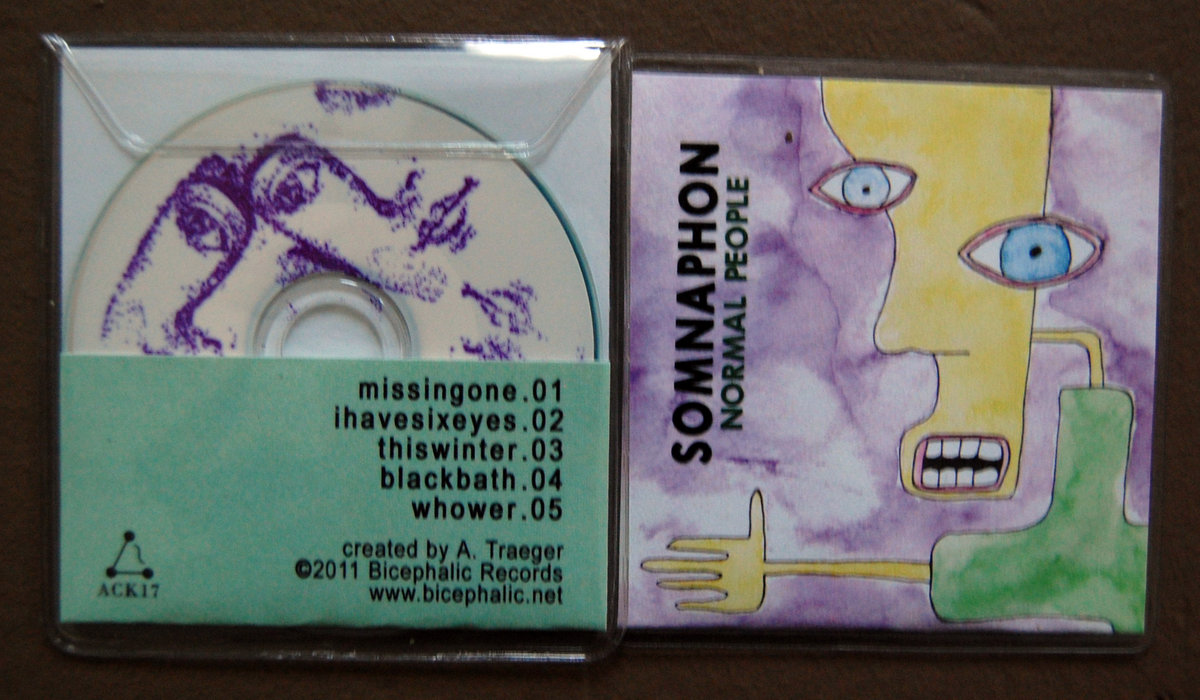 missingone.01
ihavesixeyes.02
thiswinter.03
blackbath.04
whower.05
created by A. Traeger
©2011 Bicephalic Records
www.bicephalic.net
ACK17
SOMNAPHON
NORMAL PEOPLE